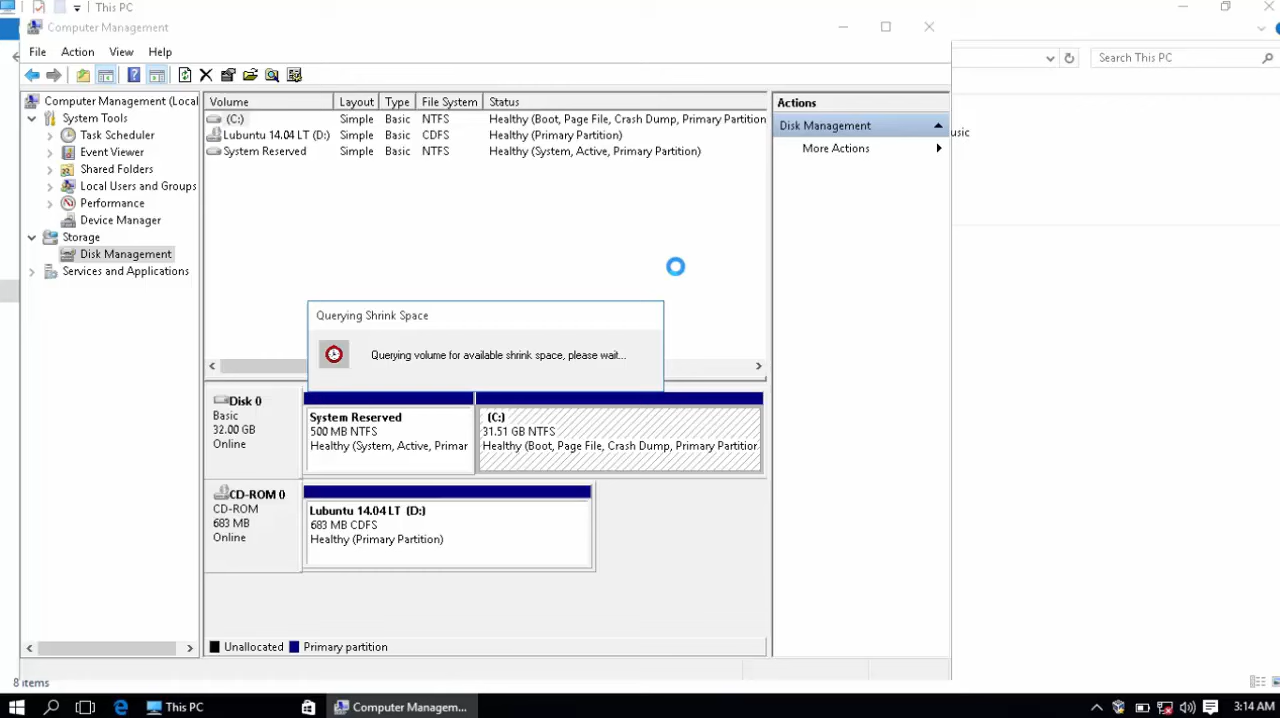 This PC
Computer Management
File Action View Help
Search This PC
Computer Management (Local
System Tools
Task Scheduler
Event Viewer
Shared Folders
Local Users and Groups
Performance
Device Manager
Storage
Disk Management
Services and Applications
Volume Layout Type File System Status
(C:) Simple Basic NTFS Healthy (Boot, Page File, Crash Dump, Primary Partition
Lubuntu 14.04 LT (D:) Simple Basic CDFS Healthy (Primary Partition)
System Reserved Simple Basic NTFS Healthy (System, Active, Primary Partition)
Actions
Disk Management
More Actions
usic
Querying Shrink Space
Querying volume for available shrink space, please wait...
Disk 0
Basic
32.00 GB
Online
System Reserved
500 MB NTFS
Healthy (System, Active, Primar
(C:)
31.51 GB NTFS
Healthy (Boot, Page File, Crash Dump, Primary Partition
CD-ROM 0
CD-ROM
683 MB
Online
Lubuntu 14.04 LT (D:)
683 MB CDFS
Healthy (Primary Partition)
Unallocated Primary partition
8 items
This PC
Computer Managem...
3:14 AM